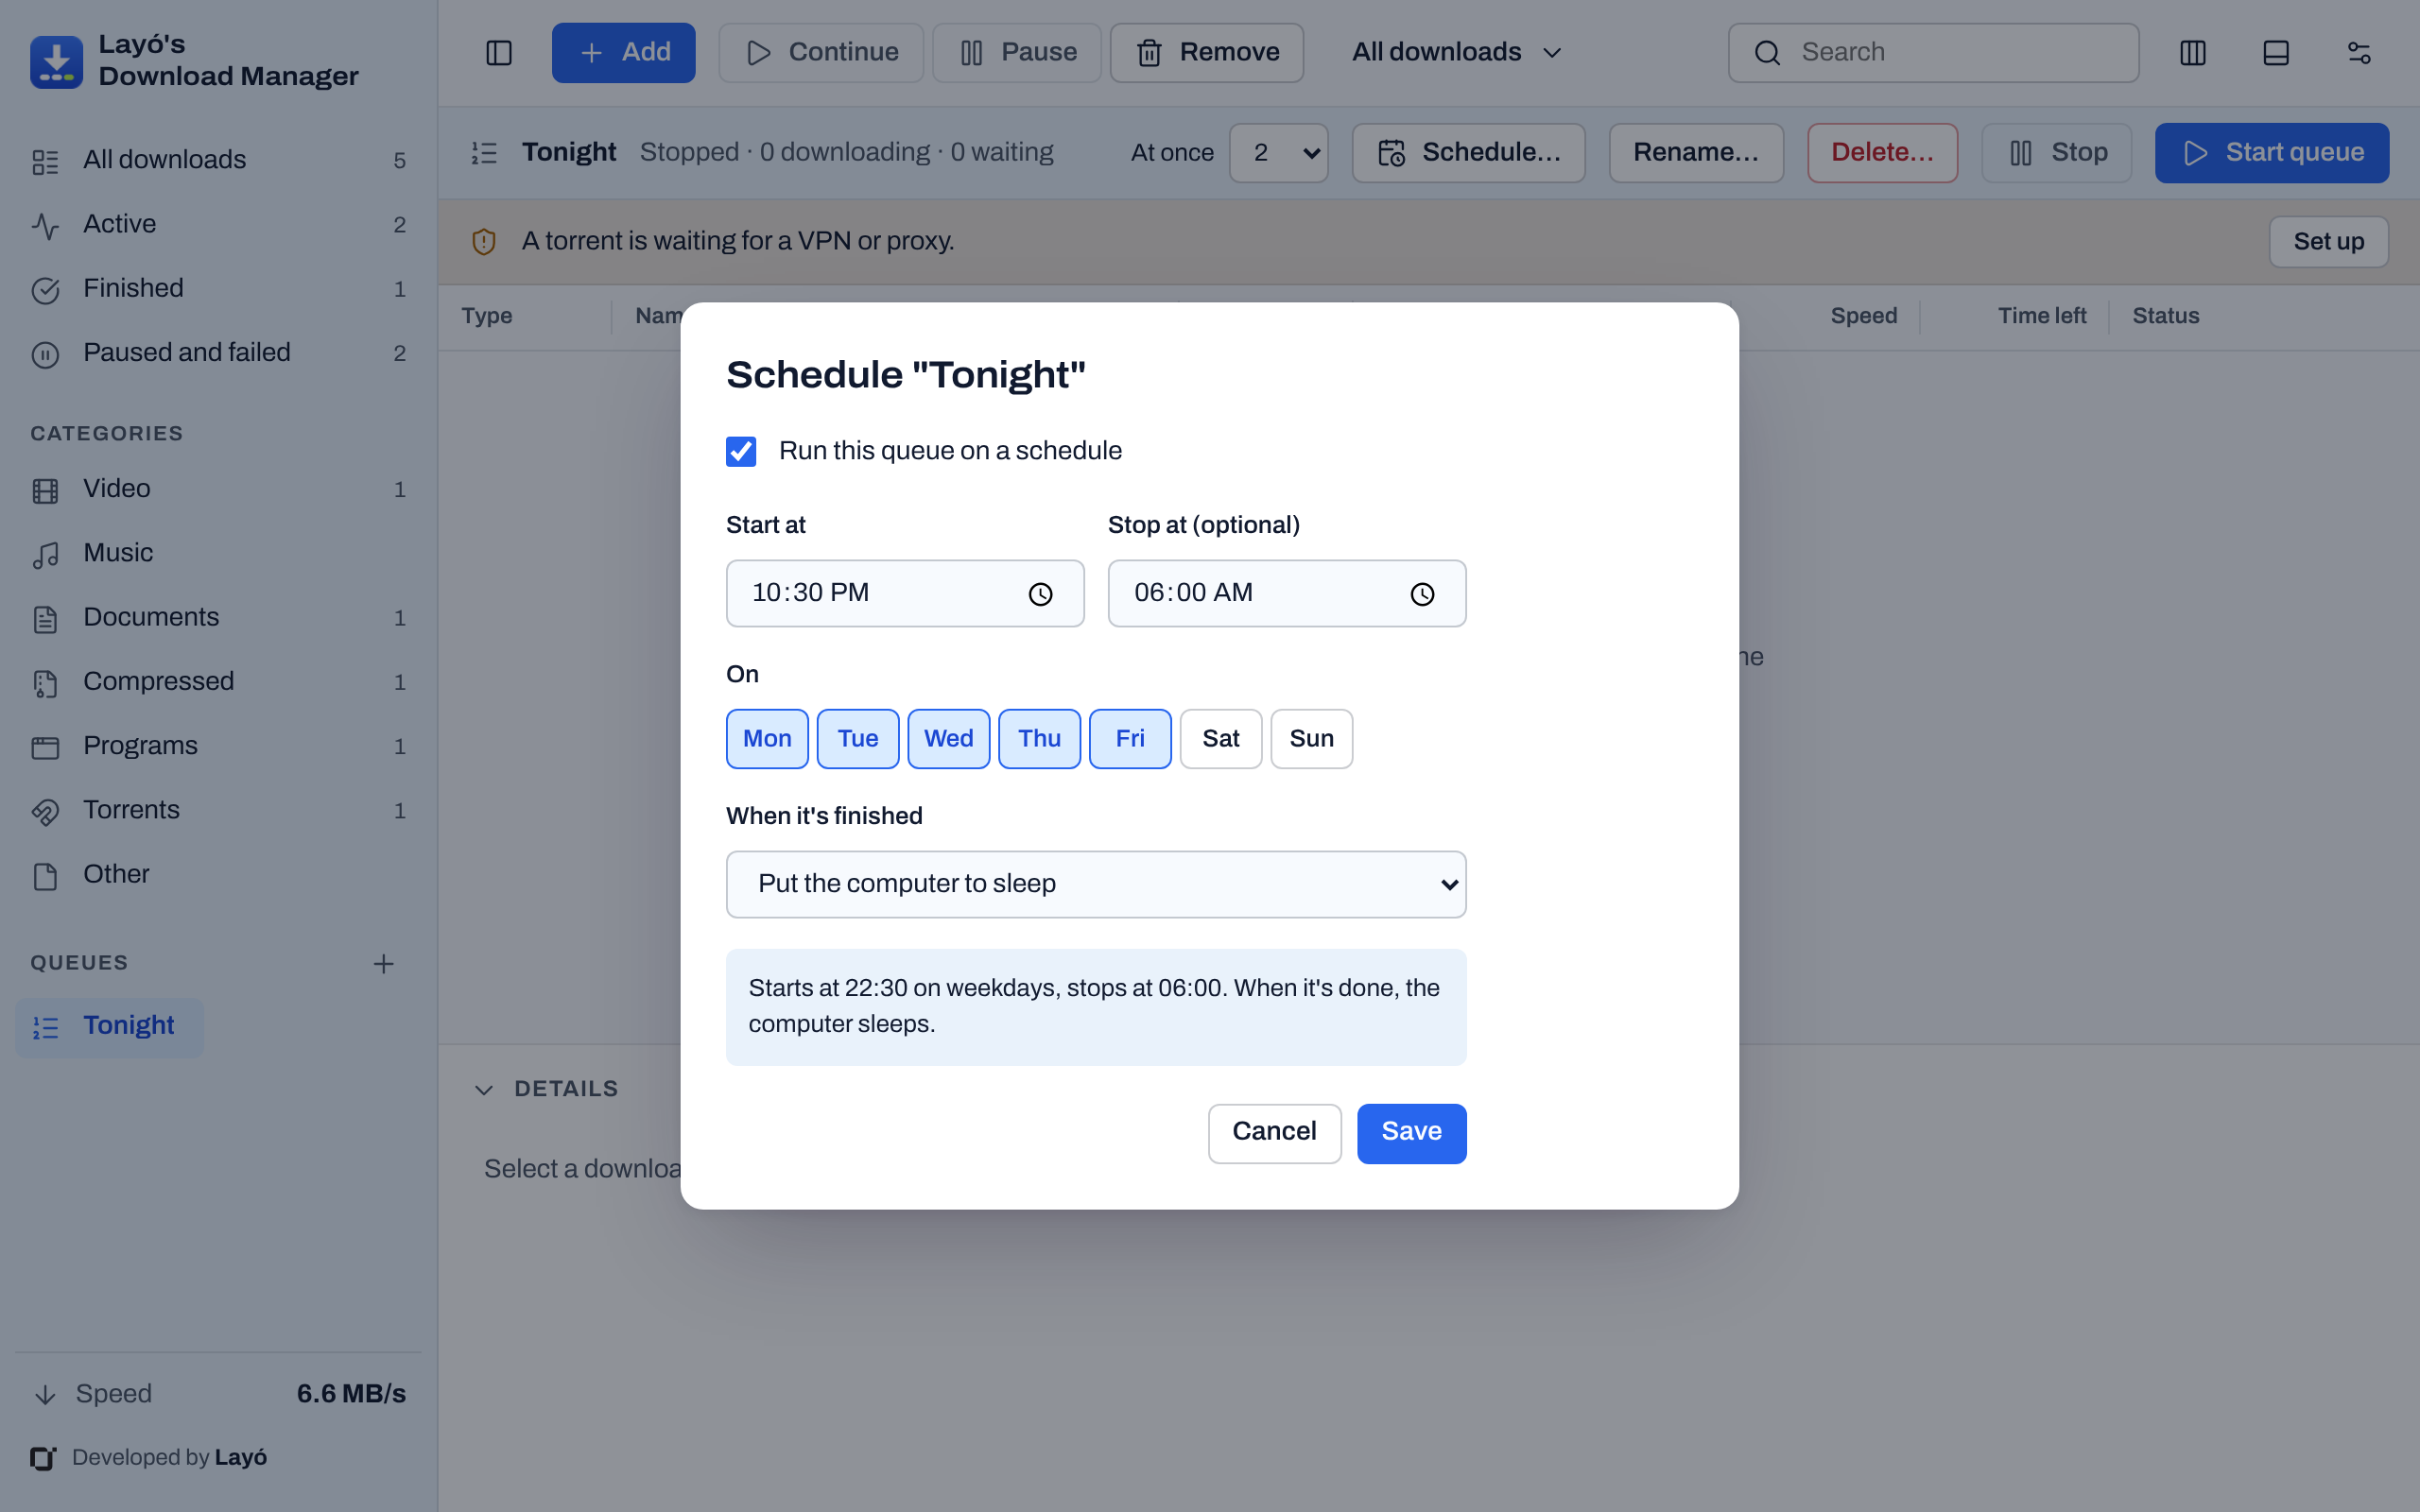 Layó's
Download Manager
Add
Continue
Pause
Remove
All downloads
Search
All downloads 5
Active 2
Finished 1
Paused and failed 2
CATEGORIES
Video 1
Music
Documents 1
Compressed 1
Programs 1
Torrents 1
Other
QUEUES
Tonight
Speed 6.6 MB/s
Developed by Layó
Tonight Stopped · 0 downloading · 0 waiting
At once 2
Schedule...
Rename...
Delete...
Stop
Start queue
A torrent is waiting for a VPN or proxy.
Set up
Type
Speed
Time left
Status
Schedule "Tonight"
Run this queue on a schedule
Start at
Stop at (optional)
10:30 PM
06:00 AM
On
Mon Tue Wed Thu Fri Sat Sun
When it's finished
Put the computer to sleep
Starts at 22:30 on weekdays, stops at 06:00. When it's done, the
computer sleeps.
Cancel
Save
DETAILS
Select a